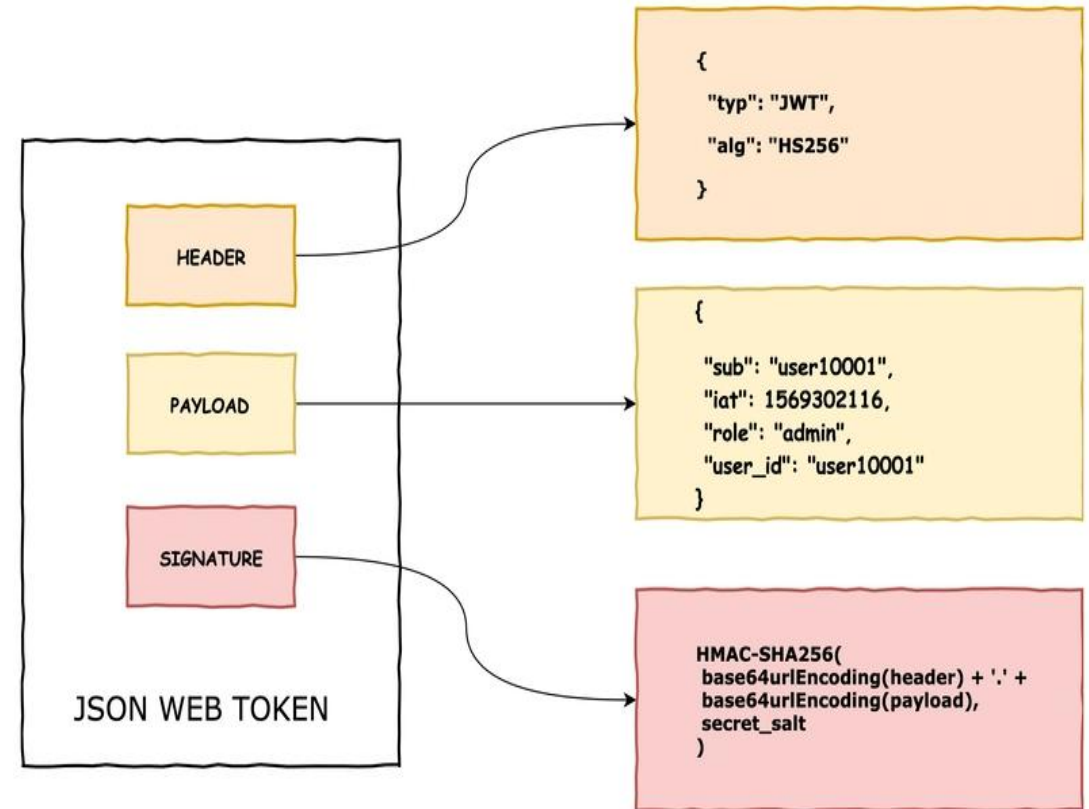 HEADER
PAYLOAD
SIGNATURE
JSON WEB TOKEN
{
"typ": "JWT",
"alg": "HS256"
}
{
"sub": "user10001",
"iat": 1569302116,
"role": "admin",
"user_id": "user10001"
}
HMAC-SHA256(
base64urlEncoding(header) + '.' +
base64urlEncoding(payload),
secret_salt
)